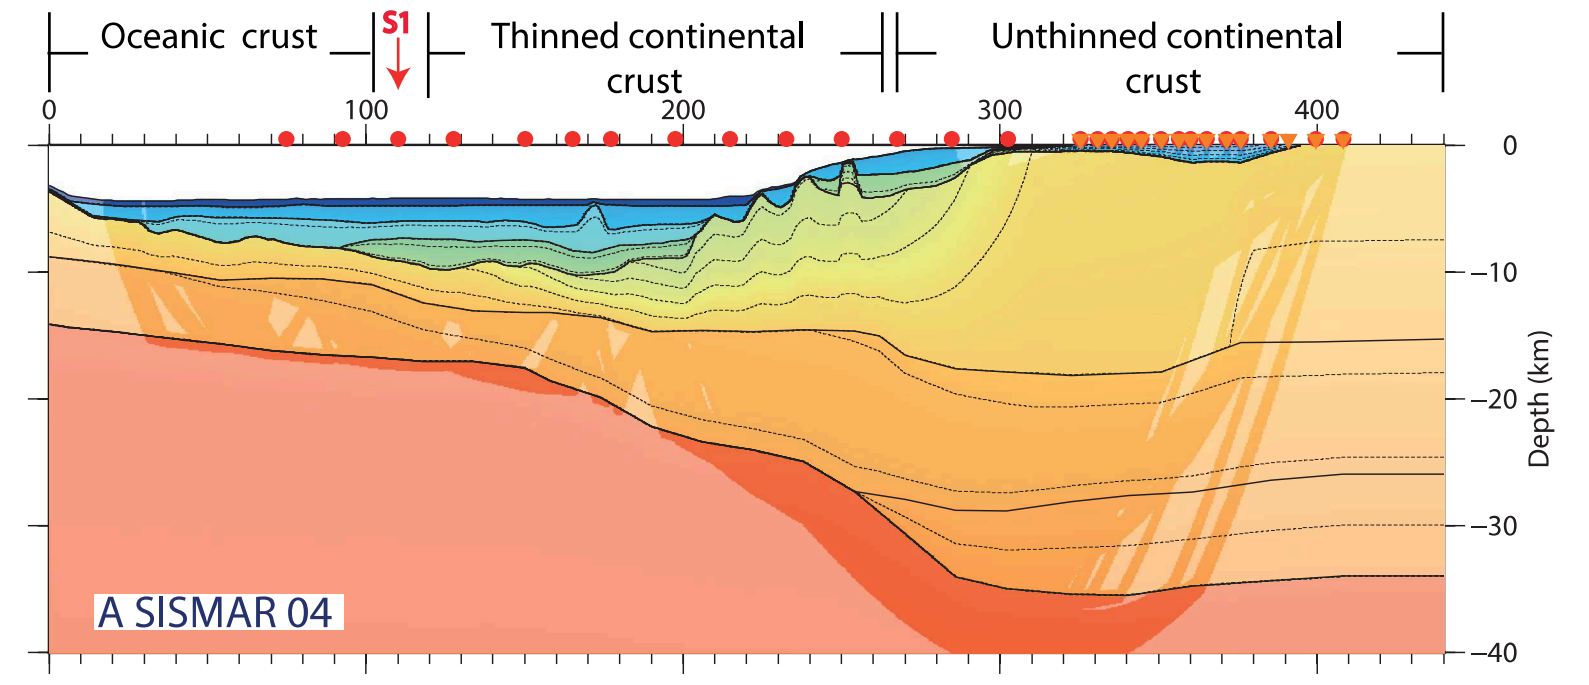 S1
Oceanic crust
Thinned continental
crust
Unthinned continental
crust
0 100 200 300 400
0
−10
−20
−30
−40
Depth (km)
A SISMAR 04